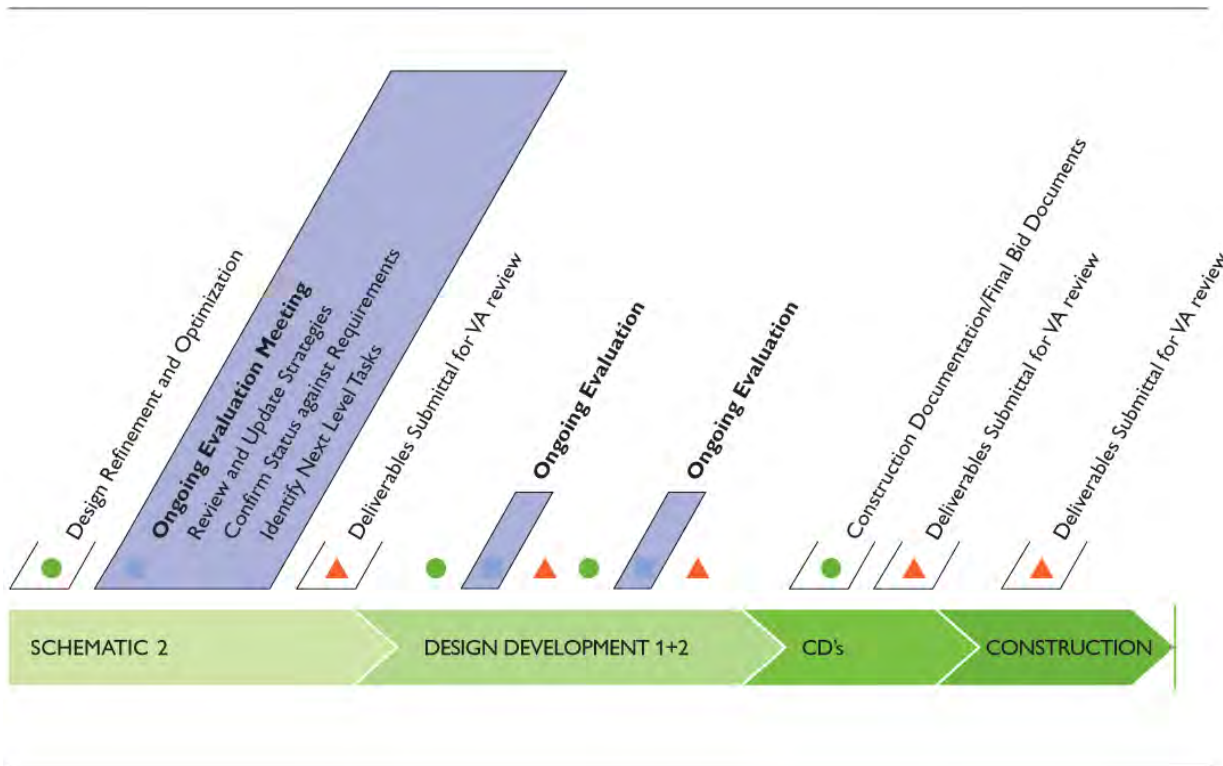 Design Refinement and Optimization
Ongoing Evaluation Meeting
Review and Update Strategies
Confirm Status against Requirements
Identify Next Level Tasks
Deliverables Submittal for VA review
Ongoing Evaluation
Ongoing Evaluation
Construction Documentation/Final Bid Documents
Deliverables Submittal for VA review
Deliverables Submittal for VA review
SCHEMATIC 2
DESIGN DEVELOPMENT 1+2
CD's
CONSTRUCTION